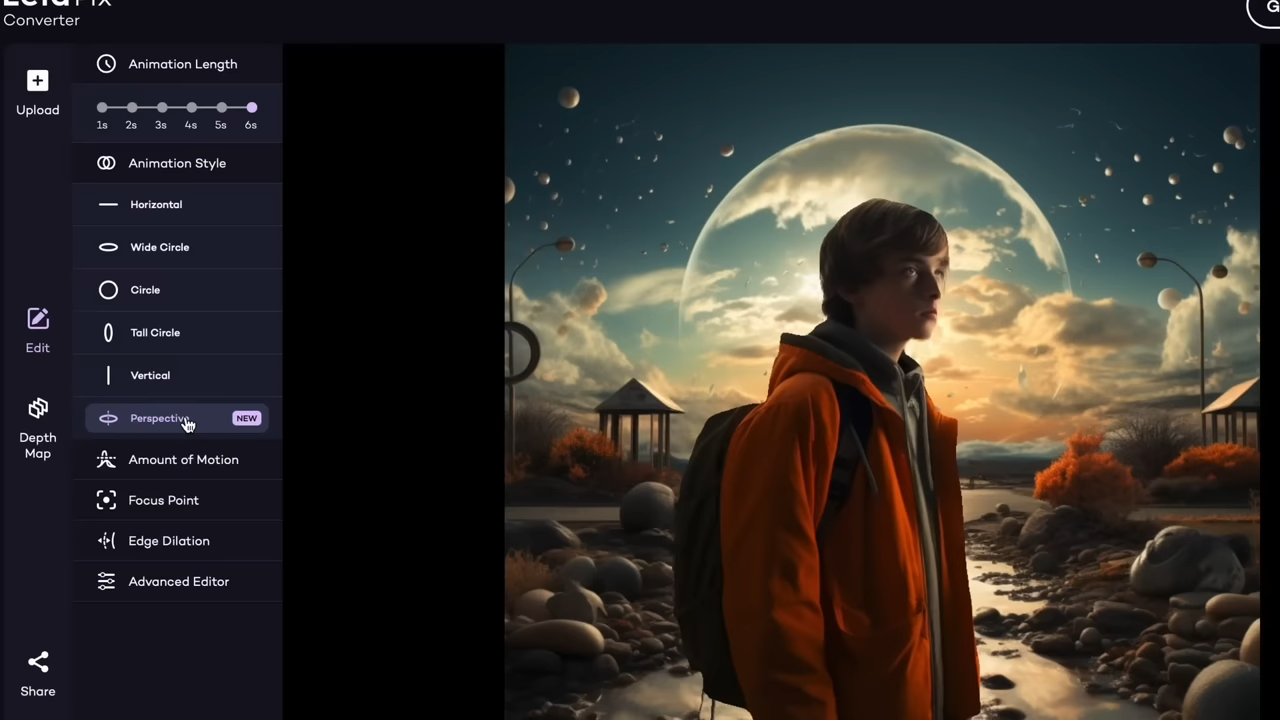 Converter
Upload
Edit
Depth
Map
Share
Animation Length
1s 2s 3s 4s 5s 6s
Animation Style
Horizontal
Wide Circle
Circle
Tall Circle
Vertical
NEW
Amount of Motion
Focus Point
Edge Dilation
Advanced Editor